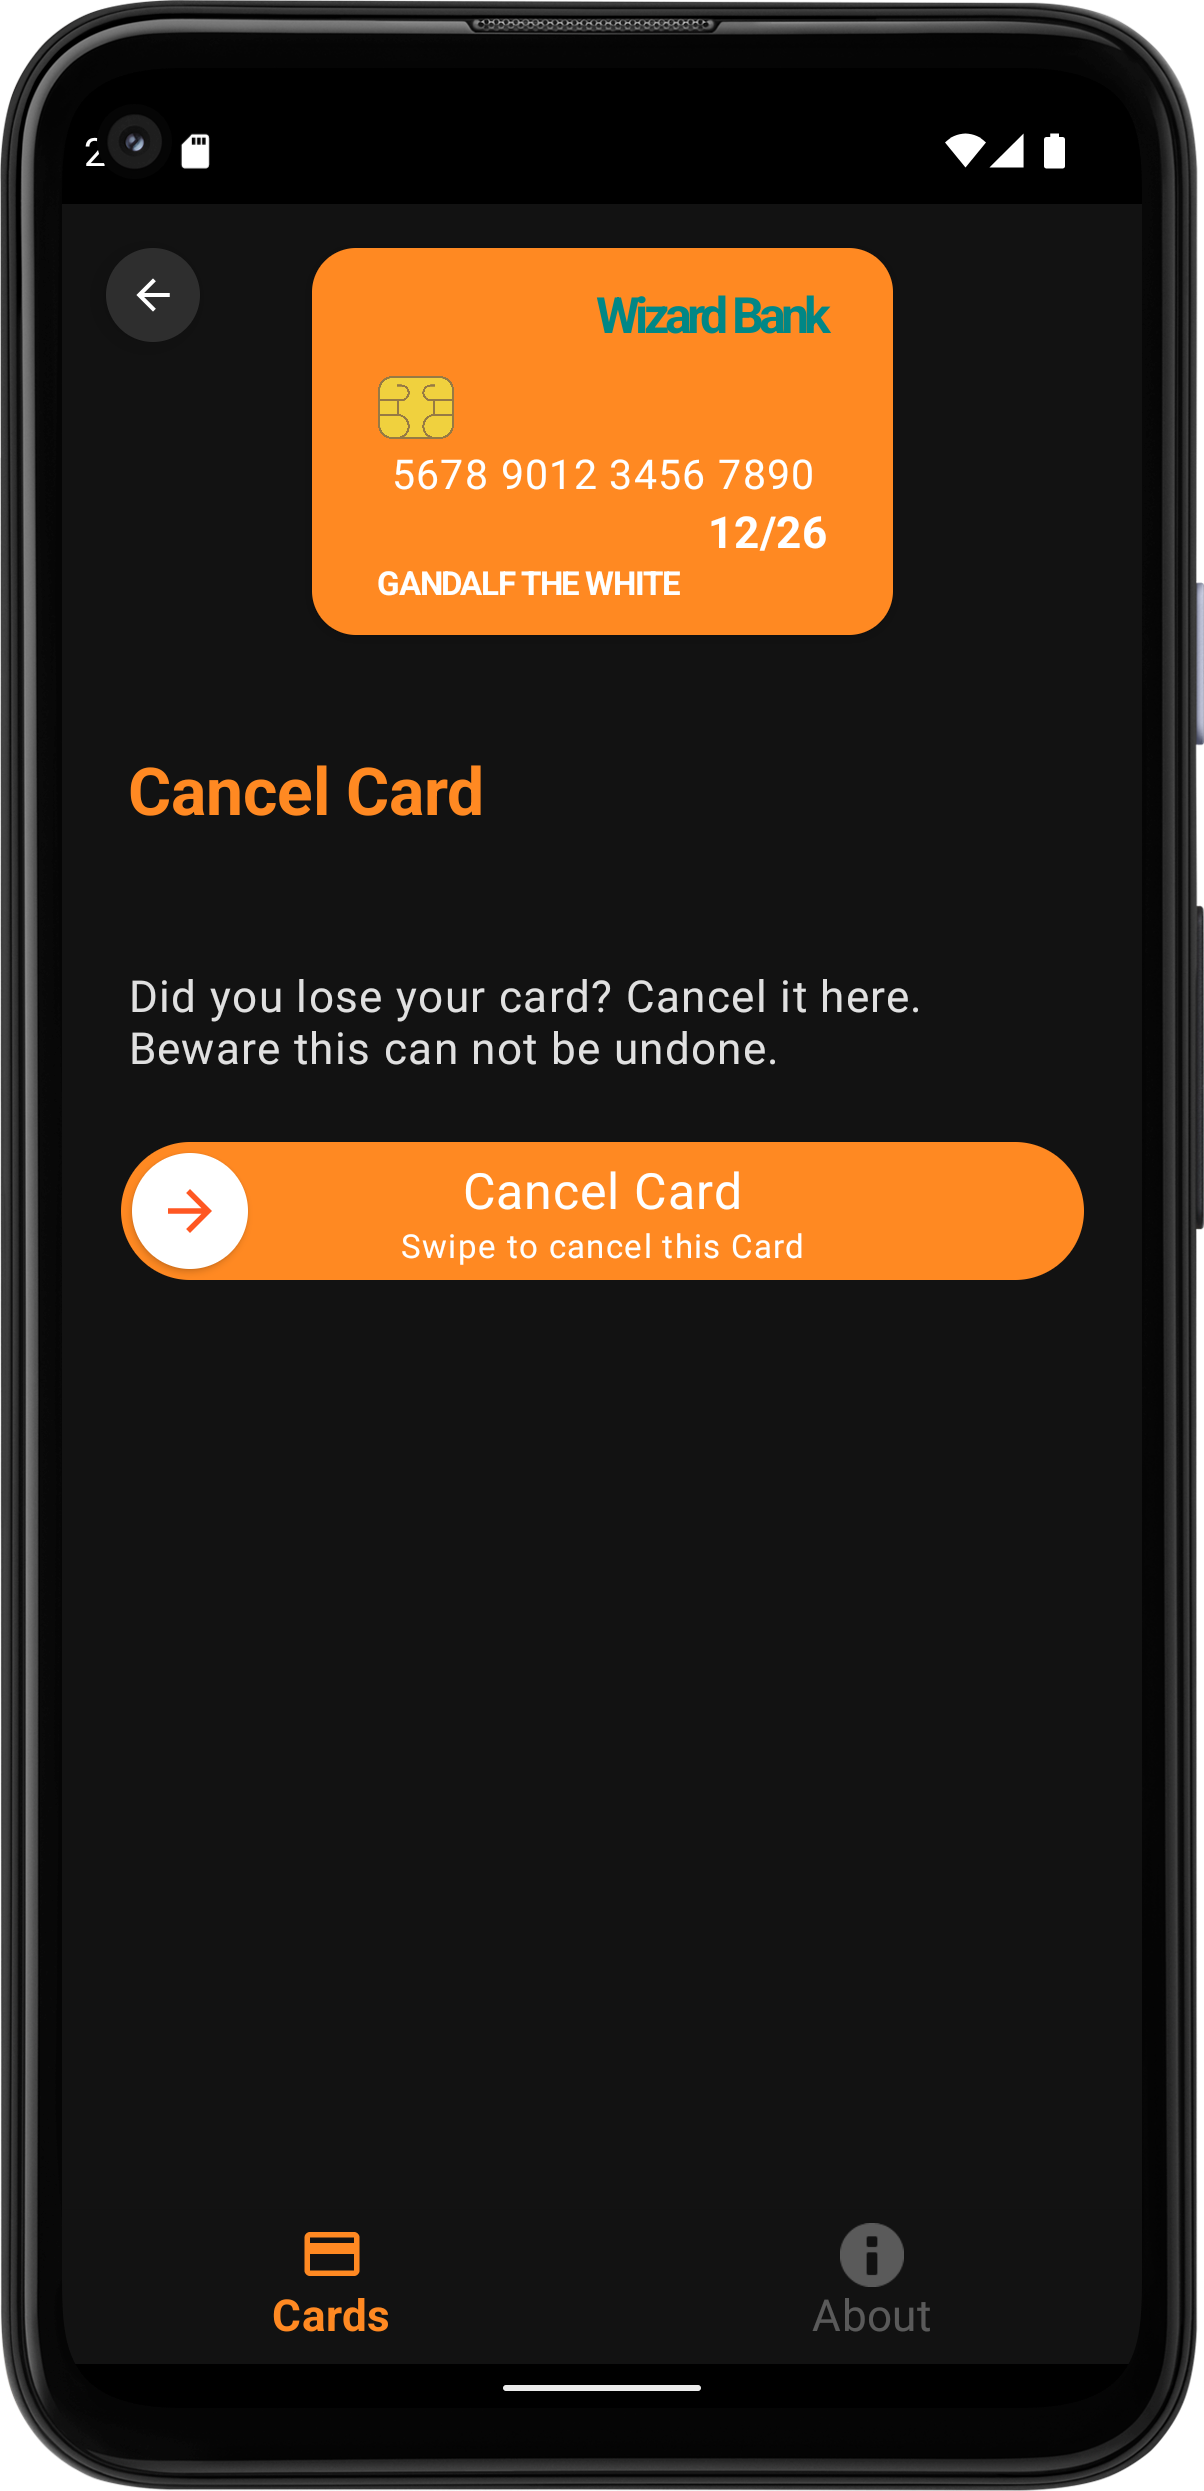 Wizard Bank
5678 9012 3456 7890
12/26
GANDALF THE WHITE
Cancel Card
Did you lose your card? Cancel it here.
Beware this can not be undone.
Cancel Card
Swipe to cancel this Card
Cards
About